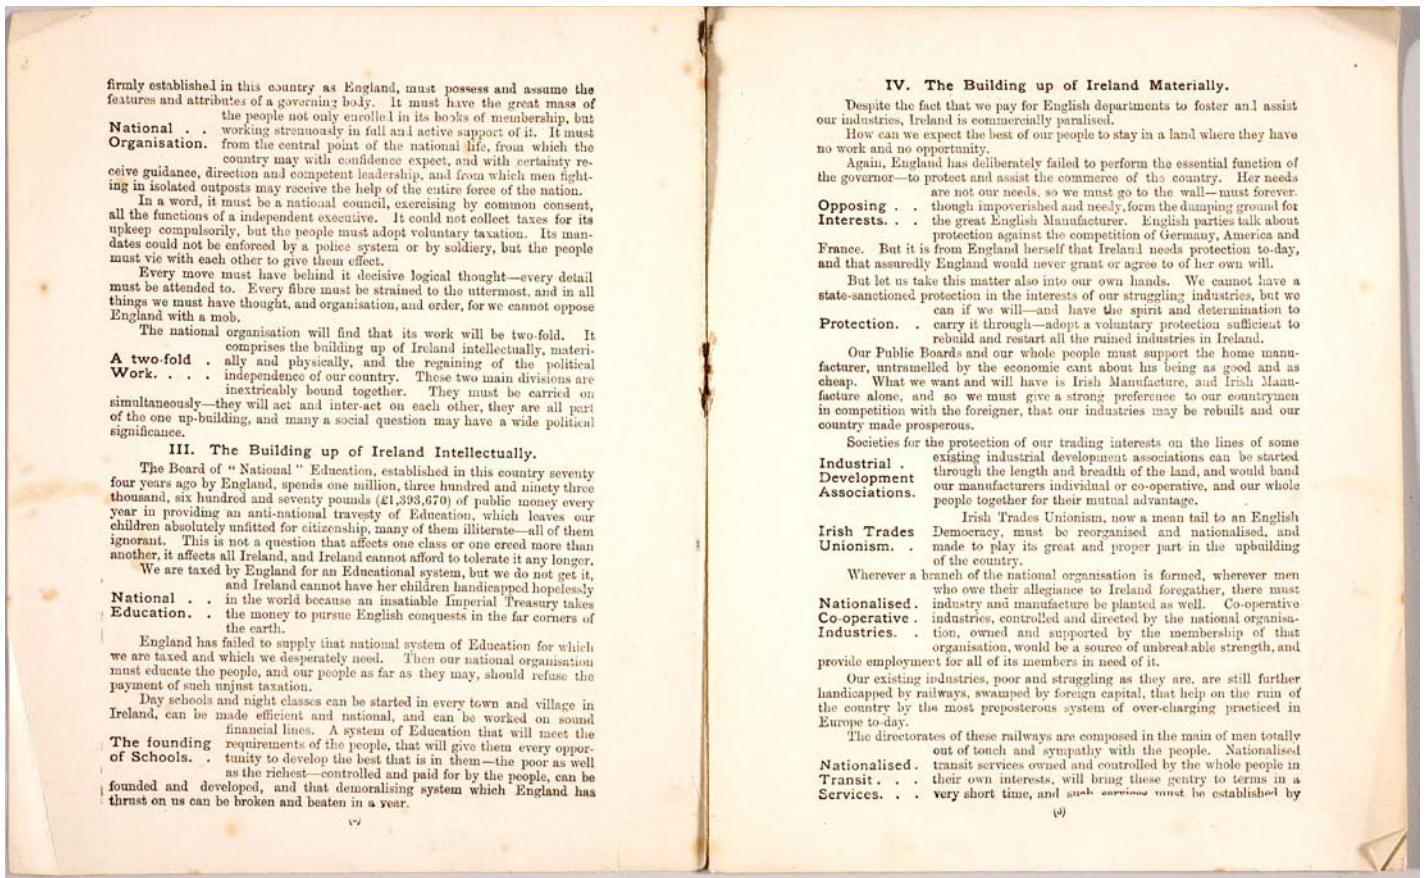 firmly established in this country as England, must possess and assume the
features and attributes of a governing body. It must have the great mass of
the people not only enrolled in its books of membership, but
National . . working strenuously in full and active support of it. It must
Organisation. from the central point of the national life, from which the
country may with confidence expect, and with certainty re-
ceive guidance, direction and competent leadership, and from which men fight-
ing in isolated outposts may receive the help of the entire force of the nation.
In a word, it must be a national council, exercising by common consent,
all the functions of a independent executive. It could not collect taxes for its
upkeep compulsorily, but the people must adopt voluntary taxation. Its man-
dates could not be enforced by a police system or by soldiery, but the people
must vie with each other to give them effect.
Every move must have behind it decisive logical thought—every detail
must be attended to. Every fibre must be strained to the uttermost, and in all
things we must have thought, and organisation, and order, for we cannot oppose
England with a mob.
The national organisation will find that its work will be two-fold. It
comprises the building up of Ireland intellectually, materi-
A two-fold . ally and physically, and the regaining of the political
Work. . . . independence of our country. These two main divisions are
inextricably bound together. They must be carried on
simultaneously—they will act and inter-act on each other, they are all part
of the one up-building, and many a social question may have a wide political
significance.
III. The Building up of Ireland Intellectually.
The Board of “ National ” Education, established in this country seventy
four years ago by England, spends one million, three hundred and ninety three
thousand, six hundred and seventy pounds (£1,393,670) of public money every
year in providing an anti-national travesty of Education, which leaves our
children absolutely unfitted for citizenship, many of them illiterate—all of them
ignorant. This is not a question that affects one class or one creed more than
another, it affects all Ireland, and Ireland cannot afford to tolerate it any longer.
We are taxed by England for an Educational system, but we do not get it,
and Ireland cannot have her children handicapped hopelessly
National . . in the world because an insatiable Imperial Treasury takes
Education. . the money to pursue English conquests in the far corners of
the earth.
England has failed to supply that national system of Education for which
we are taxed and which we desperately need. Then our national organisation
must educate the people, and our people as far as they may, should refuse the
payment of such unjust taxation.
Day schools and night classes can be started in every town and village in
Ireland, can be made efficient and national, and can be worked on sound
financial lines. A system of Education that will meet the
The founding requirements of the people, that will give them every oppor-
of Schools. . tunity to develop the best that is in them—the poor as well
as the richest—controlled and paid for by the people, can be
founded and developed, and that demoralising system which England has
thrust on us can be broken and beaten in a year.
IV. The Building up of Ireland Materially.
Despite the fact that we pay for English departments to foster and assist
our industries, Ireland is commercially paralised.
How can we expect the best of our people to stay in a land where they have
no work and no opportunity.
Again, England has deliberately failed to perform the essential function of
the governor—to protect and assist the commerce of the country. Her needs
are not our needs, so we must go to the wall—must forever.
Opposing . . though impoverished and needy, form the dumping ground for
Interests. . . the great English Manufacturer. English parties talk about
protection against the competition of Germany, America and
France. But it is from England herself that Ireland needs protection to-day,
and that assuredly England would never grant or agree to of her own will.
But let us take this matter also into our own hands. We cannot have a
state-sanctioned protection in the interests of our struggling industries, but we
can if we will—and have the spirit and determination to
Protection. . carry it through—adopt a voluntary protection sufficient to
rebuild and restart all the ruined industries in Ireland.
Our Public Boards and our whole people must support the home manu-
facturer, untramelled by the economic cant about his being as good and as
cheap. What we want and will have is Irish Manufacture, and Irish Manu-
facture alone, and so we must give a strong preference to our countrymen
in competition with the foreigner, that our industries may be rebuilt and our
country made prosperous.
Societies for the protection of our trading interests on the lines of some
Industrial . existing industrial development associations can be started
Development through the length and breadth of the land, and would band
Associations. our manufacturers individual or co-operative, and our whole
people together for their mutual advantage.
Irish Trades Unionism, now a mean tail to an English
Irish Trades Democracy, must be reorganised and nationalised, and
Unionism. . made to play its great and proper part in the upbuilding
of the country.
Wherever a branch of the national organisation is formed, wherever men
who owe their allegiance to Ireland foregather, there must
Nationalised . industry and manufacture be planted as well. Co-operative
Co-operative . industries, controlled and directed by the national organisa-
Industries. . tion, owned and supported by the membership of that
organisation, would be a source of unbreakable strength, and
provide employment for all of its members in need of it.
Our existing industries, poor and struggling as they are, are still further
handicapped by railways, swamped by foreign capital, that help on the ruin of
the country by the most preposterous system of over-charging practiced in
Europe to-day.
The directorates of these railways are composed in the main of men totally
out of touch and sympathy with the people. Nationalised
Nationalised . transit services owned and controlled by the whole people in
Transit . . . their own interests, will bring these gentry to terms in a
Services. . . very short time, and such services must be established by
(3)